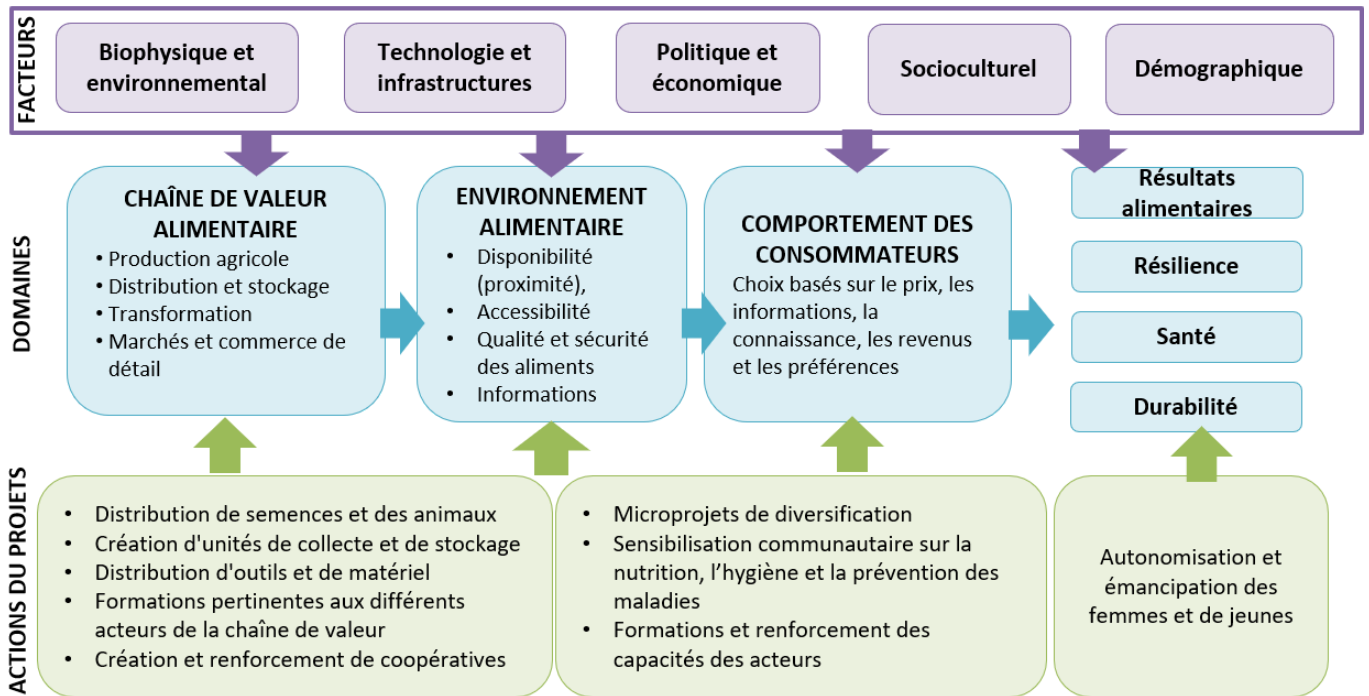 FACTEURS
Biophysique et
environnemental
Technologie et
infrastructures
Politique et
économique
Socioculturel
Démographique
DOMAINES
CHAÎNE DE VALEUR
ALIMENTAIRE
• Production agricole
• Distribution et stockage
• Transformation
• Marchés et commerce de
détail
ENVIRONNEMENT
ALIMENTAIRE
• Disponibilité
(proximité),
• Accessibilité
• Qualité et sécurité
des aliments
• Informations
COMPORTEMENT DES
CONSOMMATEURS
Choix basés sur le prix, les
informations, la
connaissance, les revenus
et les préférences
Résultats
alimentaires
Résilience
Santé
Durabilité
ACTIONS DU PROJETS
• Distribution de semences et des animaux
• Création d'unités de collecte et de stockage
• Distribution d'outils et de matériel
• Formations pertinentes aux différents
acteurs de la chaîne de valeur
• Création et renforcement de coopératives
• Microprojets de diversification
• Sensibilisation communautaire sur la
nutrition, l’hygiène et la prévention des
maladies
• Formations et renforcement des
capacités des acteurs
Autonomisation et
émancipation des
femmes et de jeunes